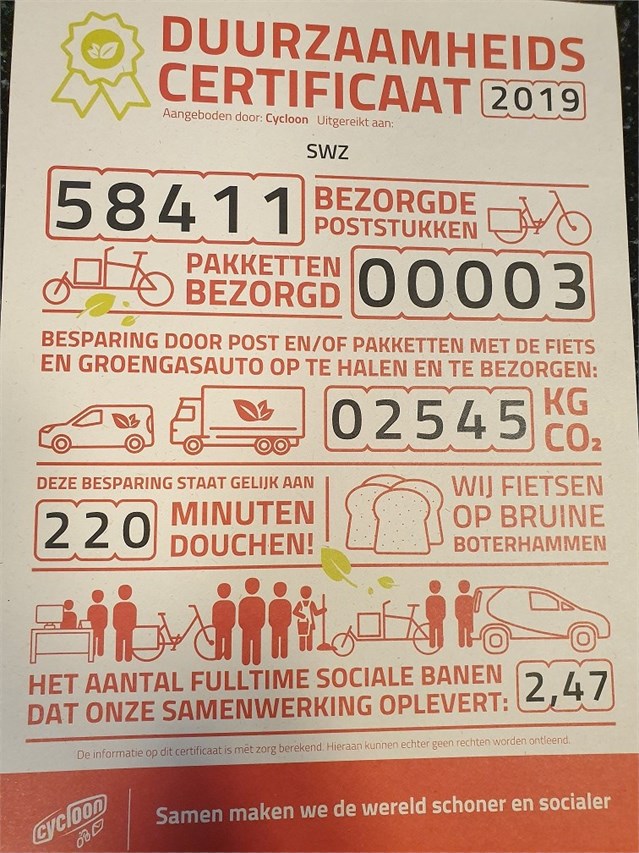 DUURZAAMHEIDS
CERTIFICAAT 2019
Aangeboden door: Cycloon Uitgereikt aan:
SWZ
58411 BEZORGDE
POSTSTUKKEN
PAKKETTEN
BEZORGD 00003
BESPARING DOOR POST EN/OF PAKKETTEN MET DE FIETS
EN GROENGASAUTO OP TE HALEN EN TE BEZORGEN:
02545 KG
CO₂
DEZE BESPARING STAAT GELIJK AAN
220 MINUTEN
DOUCHEN!
WIJ FIETSEN
OP BRUINE
BOTERHAMMEN
HET AANTAL FULLTIME SOCIALE BANEN
DAT ONZE SAMENWERKING OPLEVERT: 2,47
De informatie op dit certificaat is met zorg berekend. Hieraan kunnen echter geen rechten worden ontleend.
cycloon
Samen maken we de wereld schoner en socialer